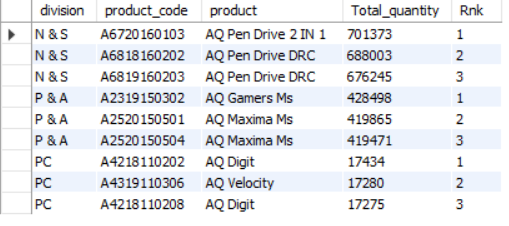 division product_code product Total_quantity Rnk
N & S A6720160103 AQ Pen Drive 2 IN 1 701373 1
N & S A6818160202 AQ Pen Drive DRC 688003 2
N & S A6819160203 AQ Pen Drive DRC 676245 3
P & A A2319150302 AQ Gamers Ms 428498 1
P & A A2520150501 AQ Maxima Ms 419865 2
P & A A2520150504 AQ Maxima Ms 419471 3
PC A4218110202 AQ Digit 17434 1
PC A4319110306 AQ Velocity 17280 2
PC A4218110208 AQ Digit 17275 3